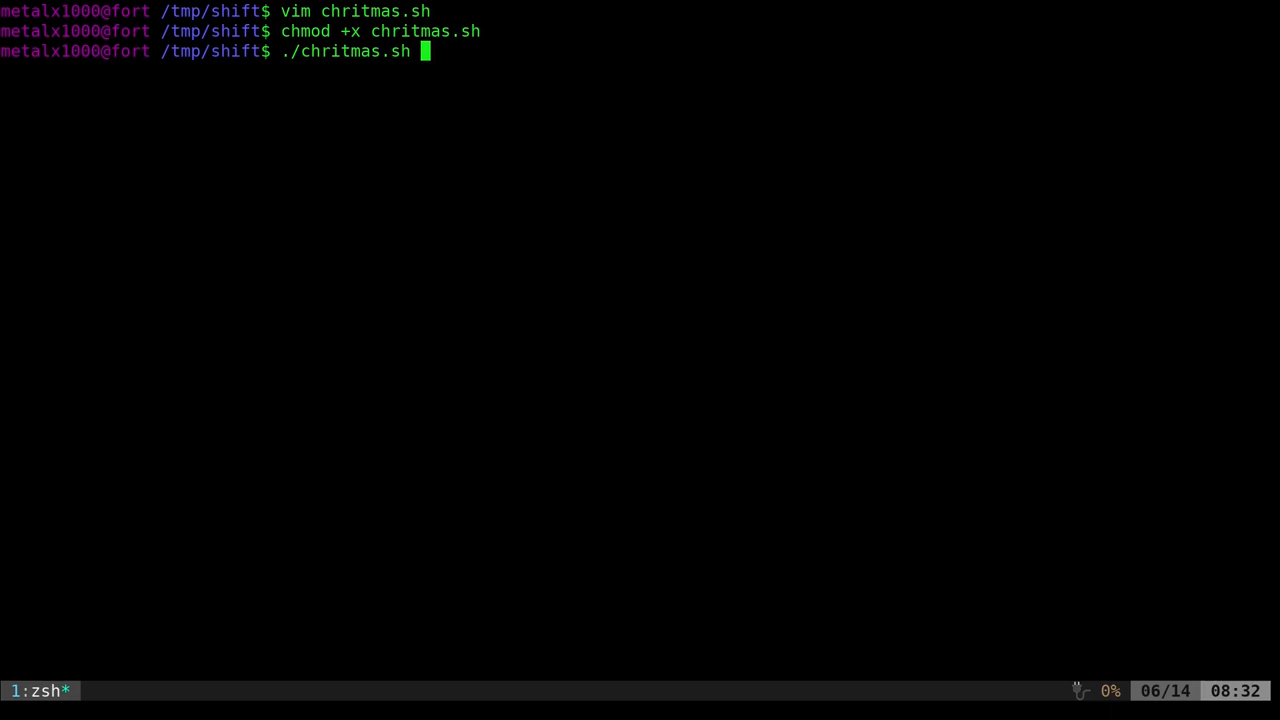 metalx1000@fort /tmp/shift$ vim chritmas.sh
metalx1000@fort /tmp/shift$ chmod +x chritmas.sh
metalx1000@fort /tmp/shift$ ./chritmas.sh
1:zsh* 0% 06/14 08:32